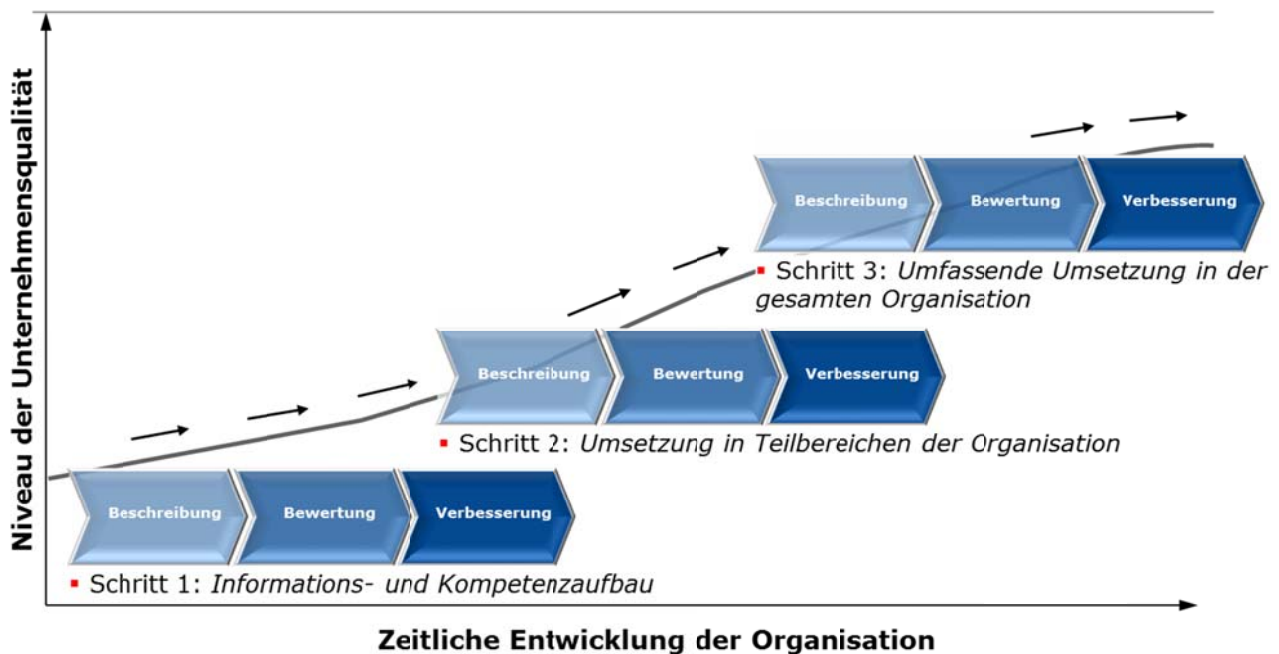 Niveau der Unternehmensqualität
Beschreibung
Bewertung
Verbesserung
▪ Schritt 3: Umfassende Umsetzung in der
gesamten Organisation
Beschreibung
Bewertung
Verbesserung
▪ Schritt 2: Umsetzung in Teilbereichen der Organisation
Beschreibung
Bewertung
Verbesserung
▪ Schritt 1: Informations- und Kompetenzaufbau
Zeitliche Entwicklung der Organisation